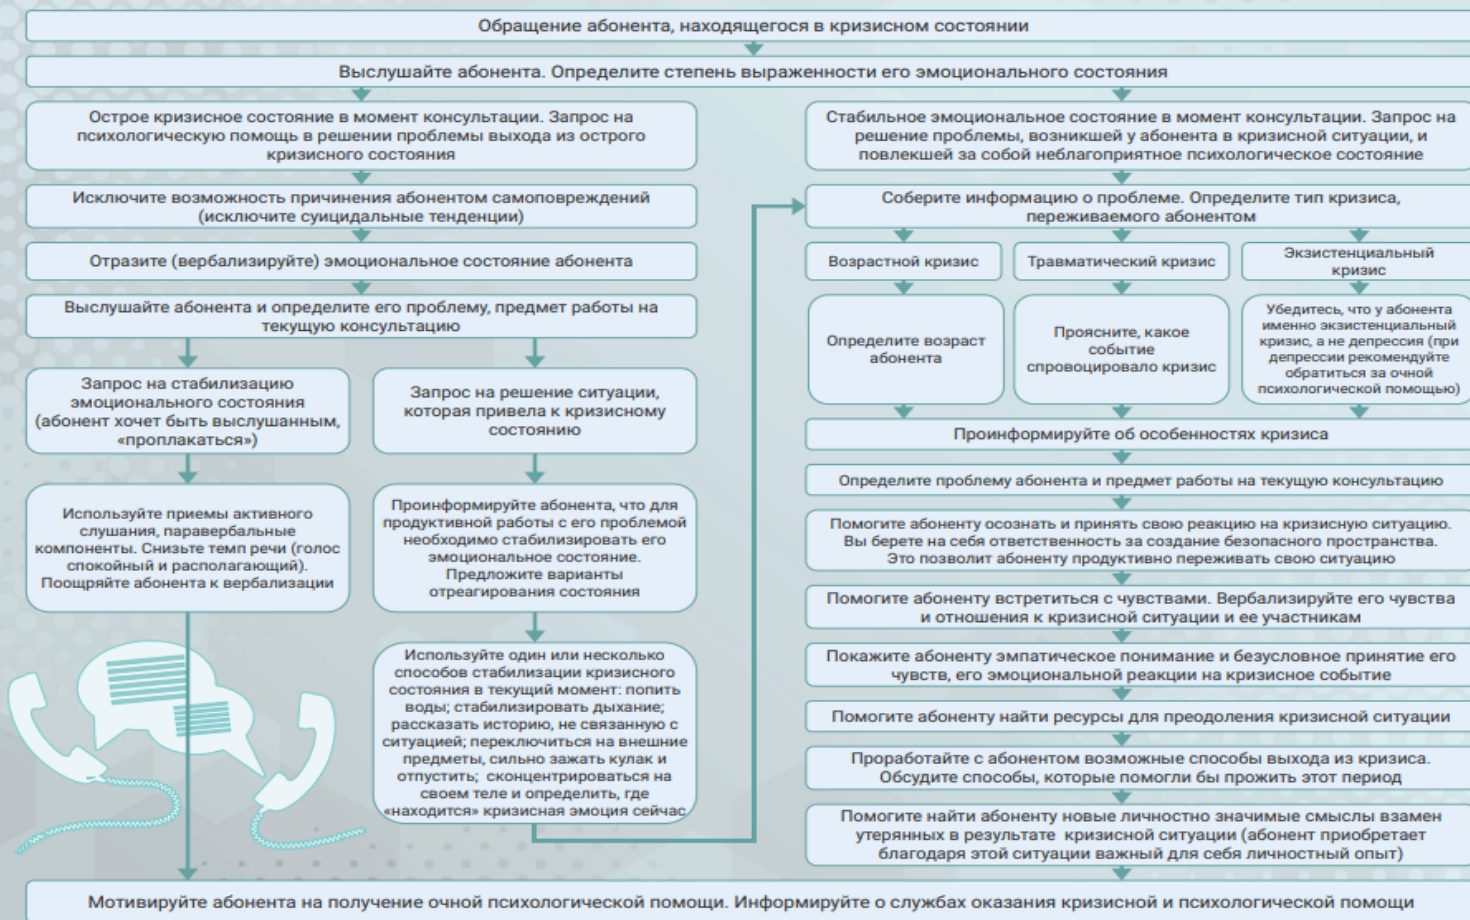 Обращение абонента, находящегося в кризисном состоянии
Выслушайте абонента. Определите степень выраженности его эмоционального состояния
Острое кризисное состояние в момент консультации. Запрос на
психологическую помощь в решении проблемы выхода из острого
кризисного состояния
Исключите возможность причинения абонентом самоповреждений
(исключите суицидальные тенденции)
Отразите (вербализируйте) эмоциональное состояние абонента
Выслушайте абонента и определите его проблему, предмет работы на
текущую консультацию
Запрос на стабилизацию
эмоционального состояния
(абонент хочет быть выслушанным,
«проплакаться»)
Используйте приемы активного
слушания, паравербальные
компоненты. Снизьте темп речи (голос
спокойный и располагающий).
Поощряйте абонента к вербализации
Запрос на решение ситуации,
которая привела к кризисному
состоянию
Проинформируйте абонента, что для
продуктивной работы с его проблемой
необходимо стабилизировать его
эмоциональное состояние.
Предложите варианты
отреагирования состояния
Используйте один или несколько
способов стабилизации кризисного
состояния в текущий момент: попить
воды; стабилизировать дыхание;
рассказать историю, не связанную с
ситуацией; переключиться на внешние
предметы, сильно зажать кулак и
отпустить; сконцентрироваться на
своем теле и определить, где
«находится» кризисная эмоция сейчас
Стабильное эмоциональное состояние в момент консультации. Запрос на
решение проблемы, возникшей у абонента в кризисной ситуации, и
повлекшей за собой неблагоприятное психологическое состояние
Соберите информацию о проблеме. Определите тип кризиса,
переживаемого абонентом
Возрастной кризис
Определите возраст
абонента
Травматический кризис
Проясните, какое
событие
спровоцировало кризис
Экзистенциальный
кризис
Убедитесь, что у абонента
именно экзистенциальный
кризис, а не депрессия (при
депрессии рекомендуйте
обратиться за очной
психологической помощью)
Проинформируйте об особенностях кризиса
Определите проблему абонента и предмет работы на текущую консультацию
Помогите абоненту осознать и принять свою реакцию на кризисную ситуацию.
Вы берете на себя ответственность за создание безопасного пространства.
Это позволит абоненту продуктивно переживать свою ситуацию
Помогите абоненту встретиться с чувствами. Вербализируйте его чувства
и отношения к кризисной ситуации и ее участникам
Покажите абоненту эмпатическое понимание и безусловное принятие его
чувств, его эмоциональной реакции на кризисное событие
Помогите абоненту найти ресурсы для преодоления кризисной ситуации
Проработайте с абонентом возможные способы выхода из кризиса.
Обсудите способы, которые помогли бы прожить этот период
Помогите найти абоненту новые личностно значимые смыслы взамен
утерянных в результате кризисной ситуации (абонент приобретает
благодаря этой ситуации важный для себя личностный опыт)
Мотивируйте абонента на получение очной психологической помощи. Информируйте о службах оказания кризисной и психологической помощи